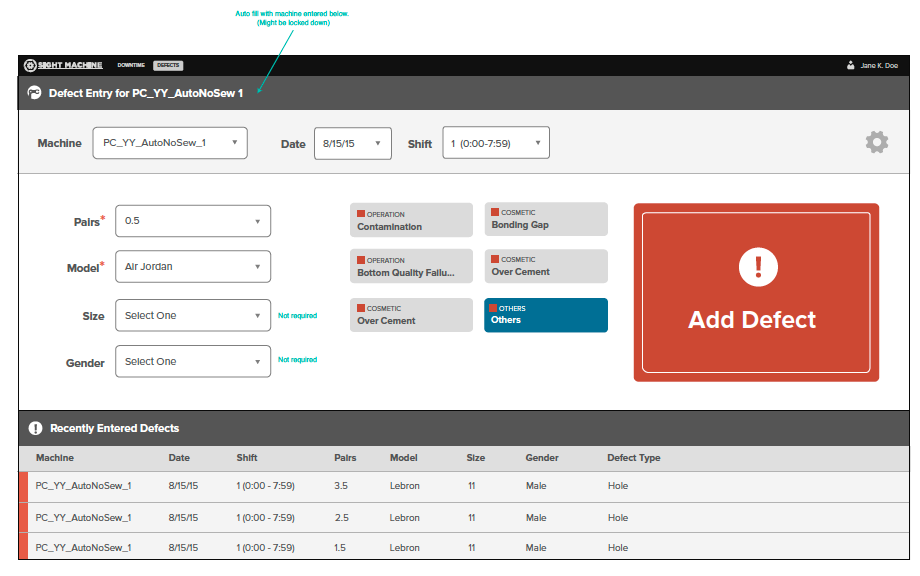 Auto fill with machine entered below.
(Might be locked down)
SIGHT MACHINE DOWNTIME DEFECTS Jane K. Doe
PC Defect Entry for PC_YY_AutoNoSew 1
Machine PC_YY_AutoNoSew_1 Date 8/15/15 Shift 1 (0:00-7:59)
Pairs* 0.5
Model* Air Jordan
Size Select One Not required
Gender Select One Not required
OPERATION
Contamination
COSMETIC
Bonding Gap
OPERATION
Bottom Quality Failu...
COSMETIC
Over Cement
COSMETIC
Over Cement
OTHERS
Others
!
Add Defect
! Recently Entered Defects
Machine Date Shift Pairs Model Size Gender Defect Type
PC_YY_AutoNoSew_1 8/15/15 1 (0:00 - 7:59) 3.5 Lebron 11 Male Hole
PC_YY_AutoNoSew_1 8/15/15 1 (0:00 - 7:59) 2.5 Lebron 11 Male Hole
PC_YY_AutoNoSew_1 8/15/15 1 (0:00 - 7:59) 1.5 Lebron 11 Male Hole